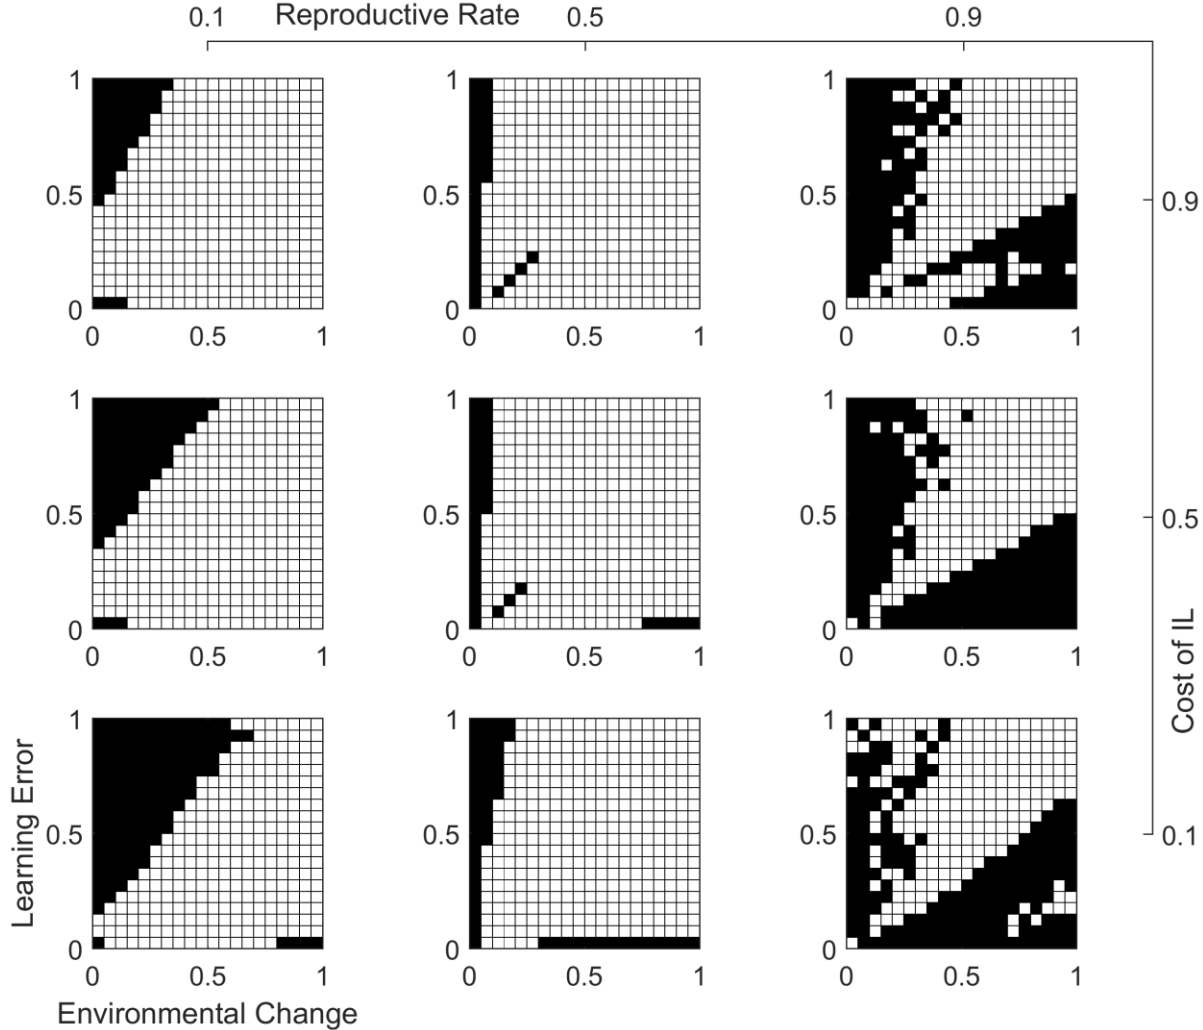 Reproductive Rate
0.1 0.5 0.9
1 1 1
0.5 0.5 0.5 0.9
0 0 0
0 0.5 1 0 0.5 1 0 0.5 1
1 1 1
0.5 0.5 0.5 0.5
0 0 0
0 0.5 1 0 0.5 1 0 0.5 1
Cost of IL
1 1 1
Learning Error
0.5 0.5 0.5 0.1
0 0 0
0 0.5 1 0 0.5 1 0 0.5 1
Environmental Change